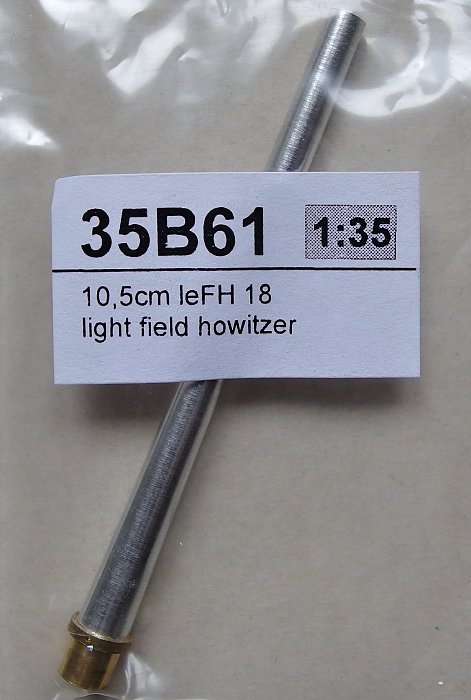 35B61 1:35
10,5cm leFH 18
light field howitzer